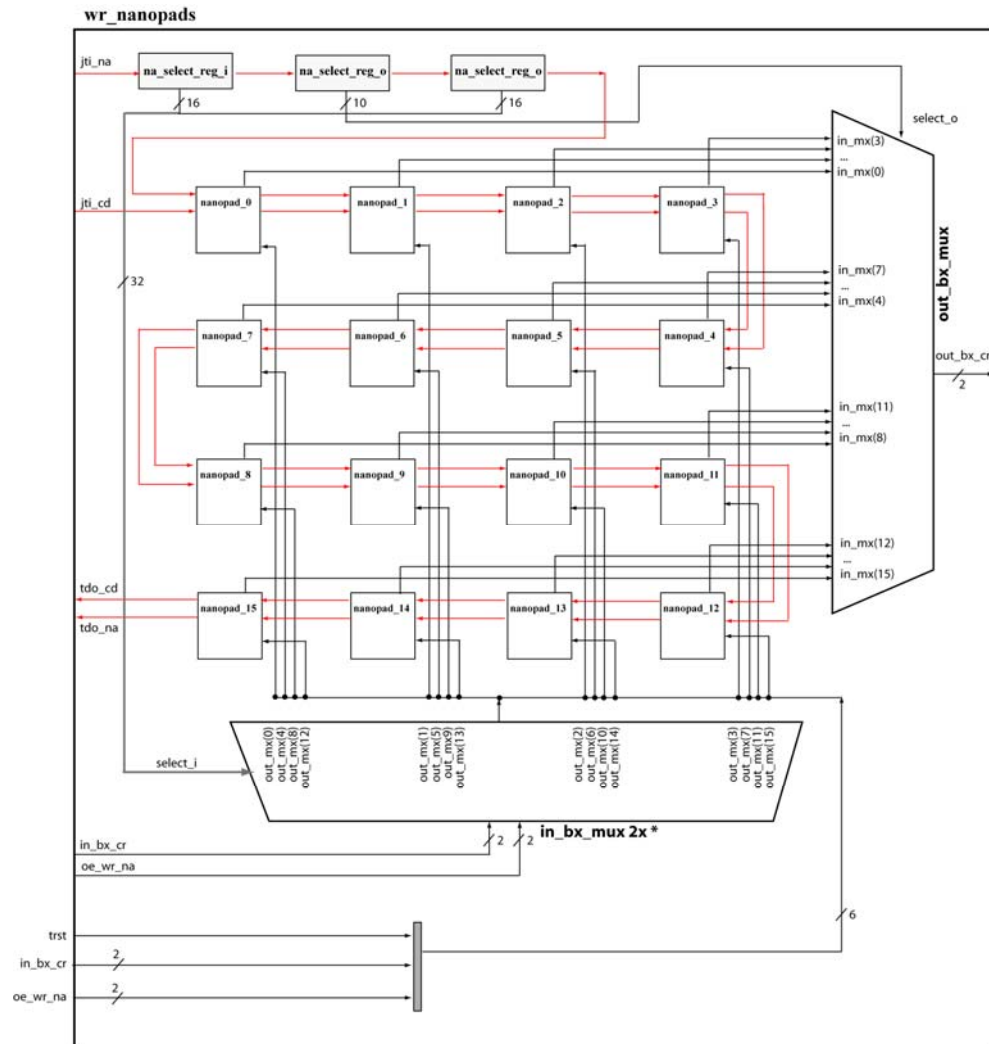 wr_nanopads
jti_na
na_select_reg_i
na_select_reg_o
na_select_reg_o
16
10
16
select_o
in_mx(3)
...
in_mx(0)
nanopad_0
nanopad_1
nanopad_2
nanopad_3
jti_cd
32
in_mx(7)
...
in_mx(4)
nanopad_7
nanopad_6
nanopad_5
nanopad_4
out_bx_mux
out_bx_cr
2
in_mx(11)
...
in_mx(8)
nanopad_8
nanopad_9
nanopad_10
nanopad_11
in_mx(12)
...
in_mx(15)
tdo_cd
nanopad_15
nanopad_14
nanopad_13
nanopad_12
tdo_na
out_mx(0)
out_mx(4)
out_mx(8)
out_mx(12)
out_mx(1)
out_mx(5)
out_mx9)
out_mx(13)
out_mx(2)
out_mx(6)
out_mx(10)
out_mx(14)
out_mx(3)
out_mx(7)
out_mx(11)
out_mx(15)
select_i
in_bx_mux 2x *
in_bx_cr
2
2
oe_wr_na
6
trst
in_bx_cr
2
oe_wr_na
2